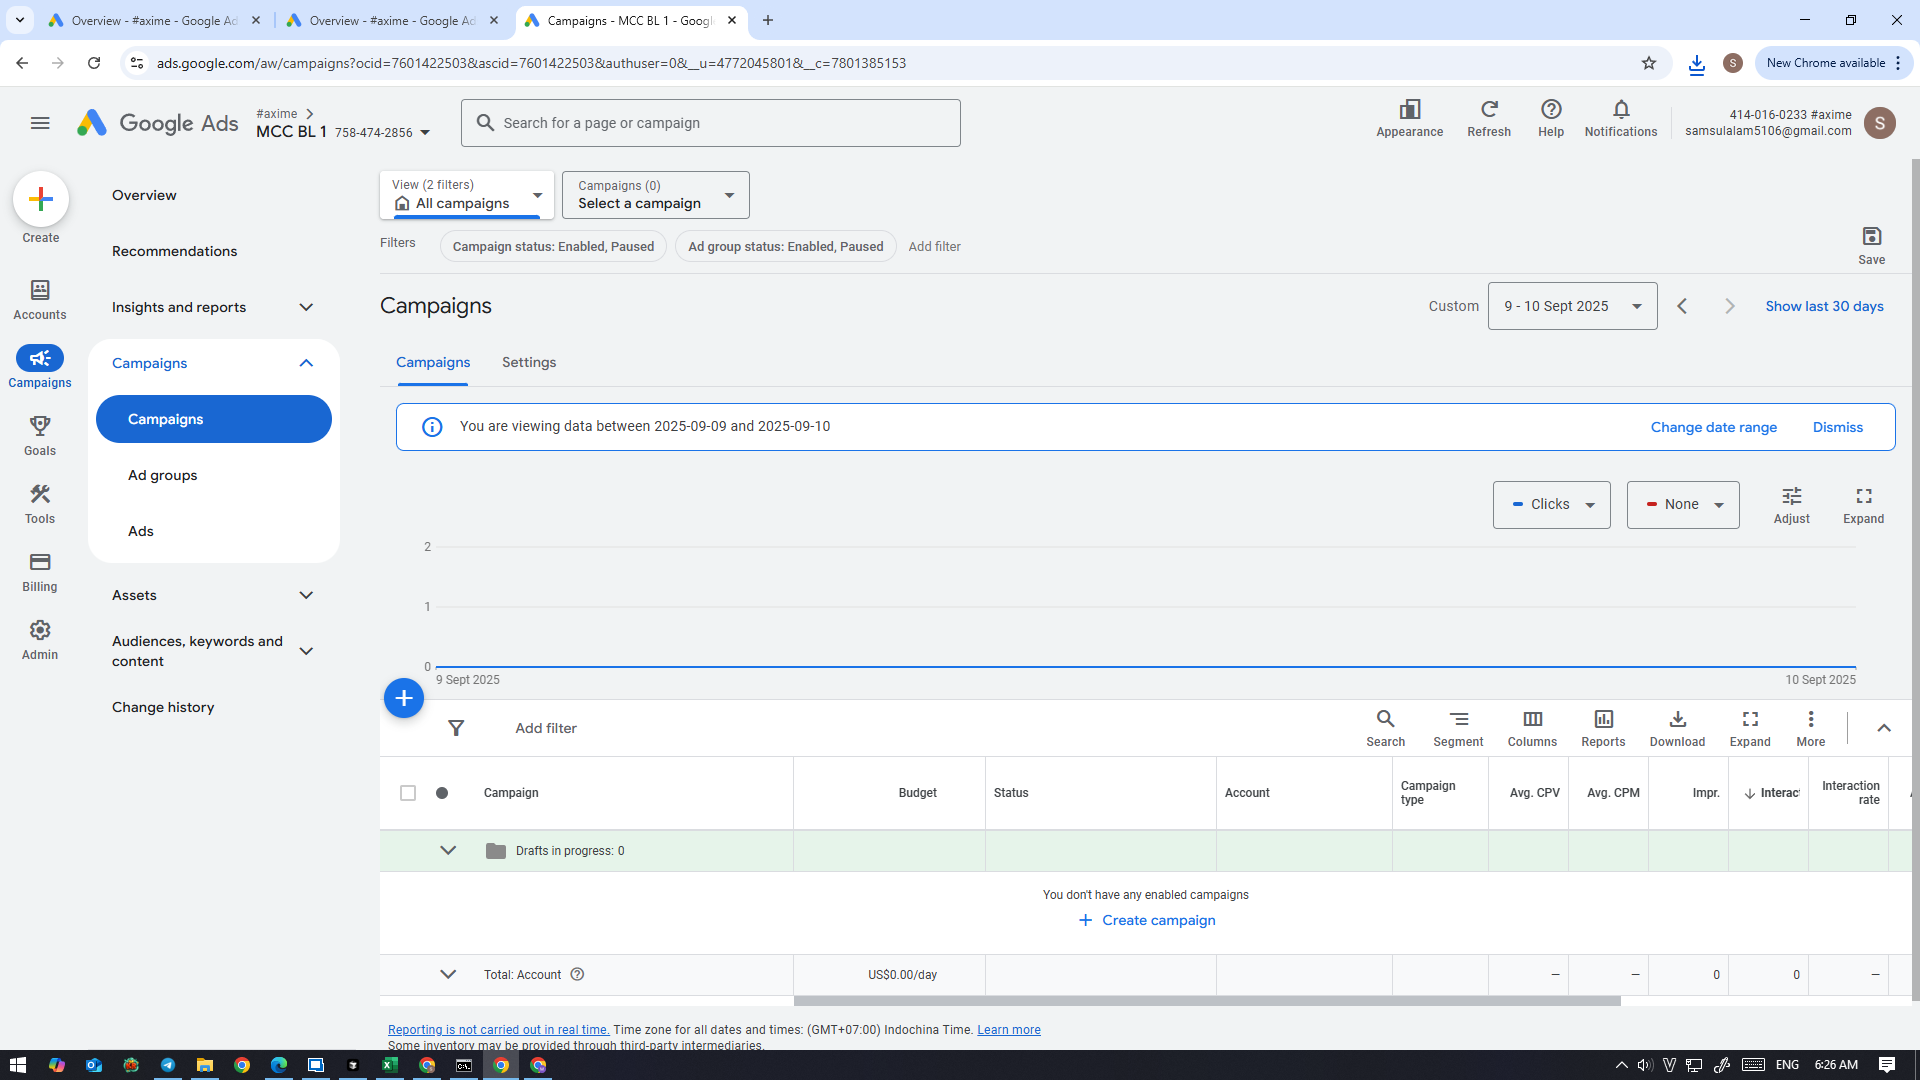 Overview - #axime - Google Ad
Overview - #axime - Google Ad
Campaigns - MCC BL 1 - Googl
ads.google.com/aw/campaigns?ocid=7601422503&ascid=7601422503&authuser=0&__u=4772045801&__c=7801385153
S
New Chrome available
Google Ads
#axime
MCC BL 1 758-474-2856
Search for a page or campaign
Appearance
Refresh
Help
Notifications
414-016-0233 #axime
samsulalam5106@gmail.com
S
Create
Accounts
Campaigns
Goals
Tools
Billing
Admin
Overview
Recommendations
Insights and reports
Campaigns
Campaigns
Ad groups
Ads
Assets
Audiences, keywords and
content
Change history
View (2 filters)
All campaigns
Campaigns (0)
Select a campaign
Filters
Campaign status: Enabled, Paused
Ad group status: Enabled, Paused
Add filter
Save
Campaigns
Custom
9 - 10 Sept 2025
Show last 30 days
Campaigns
Settings
You are viewing data between 2025-09-09 and 2025-09-10
Change date range
Dismiss
Clicks
None
Adjust
Expand
2
1
0
9 Sept 2025
10 Sept 2025
Add filter
Search
Segment
Columns
Reports
Download
Expand
More
Campaign
Budget
Status
Account
Campaign
type
Avg. CPV
Avg. CPM
Impr.
Interac
Interaction
rate
Drafts in progress: 0
You don't have any enabled campaigns
Create campaign
Total: Account
US$0.00/day
—
—
0
0
—
Reporting is not carried out in real time. Time zone for all dates and times: (GMT+07:00) Indochina Time. Learn more
Some inventory may be provided through third-party intermediaries.
ENG
6:26 AM